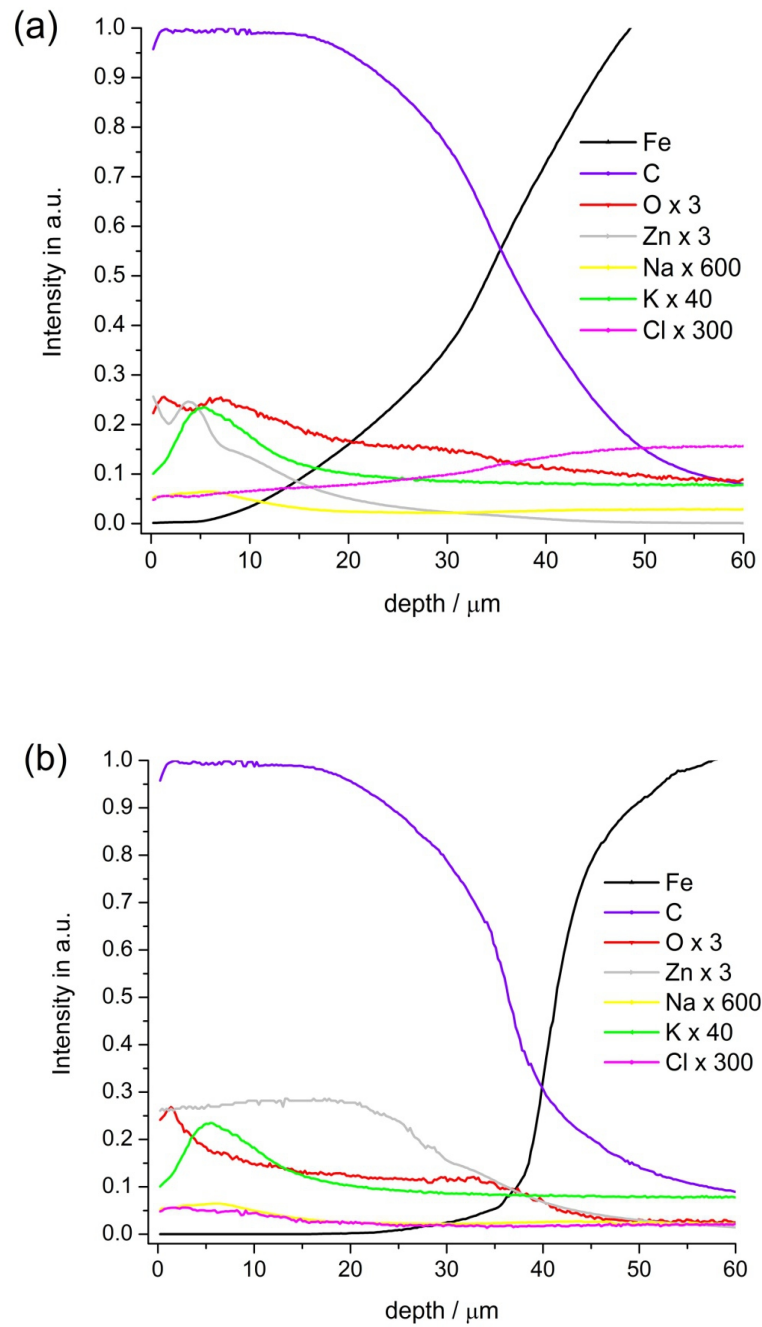 (a)
1.0
0.9
0.8
0.7
0.6
0.5
0.4
0.3
0.2
0.1
0.0
Intensity in a.u.
Fe
C
O x 3
Zn x 3
Na x 600
K x 40
Cl x 300
0 10 20 30 40 50 60
depth / μm
(b)
1.0
0.9
0.8
0.7
0.6
0.5
0.4
0.3
0.2
0.1
0.0
Intensity in a.u.
Fe
C
O x 3
Zn x 3
Na x 600
K x 40
Cl x 300
0 10 20 30 40 50 60
depth / μm